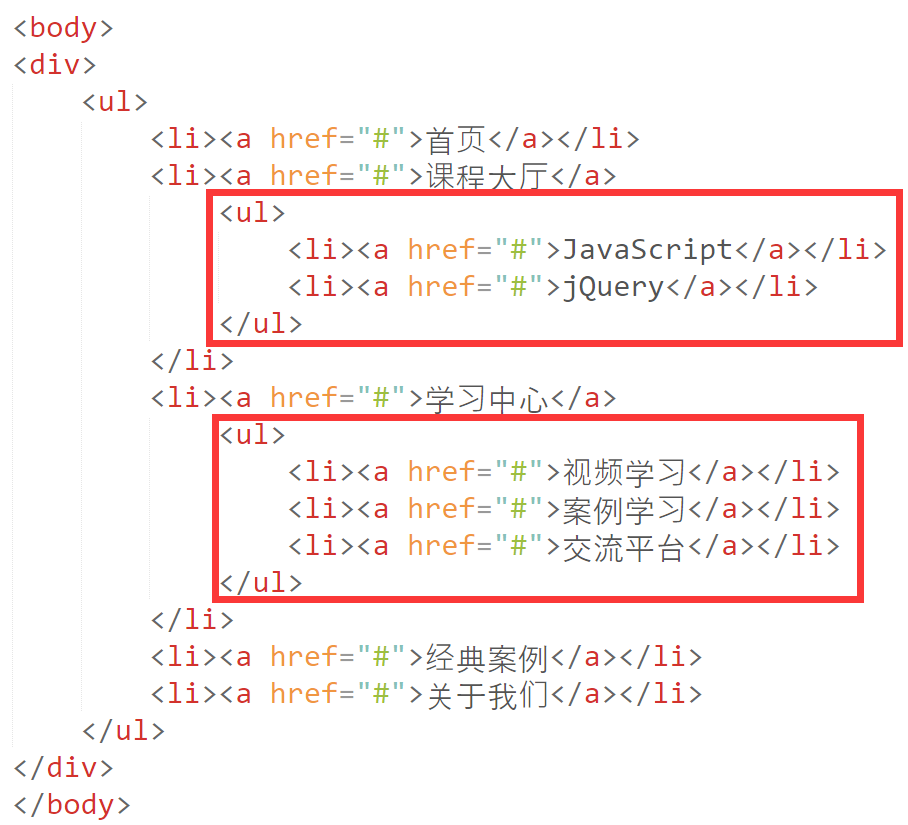 <body>
<div>
<ul>
<li><a href="#">首页</a></li>
<li><a href="#">课程大厅</a>
<ul>
<li><a href="#">JavaScript</a></li>
<li><a href="#">jQuery</a></li>
</ul>
</li>
<li><a href="#">学习中心</a>
<ul>
<li><a href="#">视频学习</a></li>
<li><a href="#">案例学习</a></li>
<li><a href="#">交流平台</a></li>
</ul>
</li>
<li><a href="#">经典案例</a></li>
<li><a href="#">关于我们</a></li>
</ul>
</div>
</body>